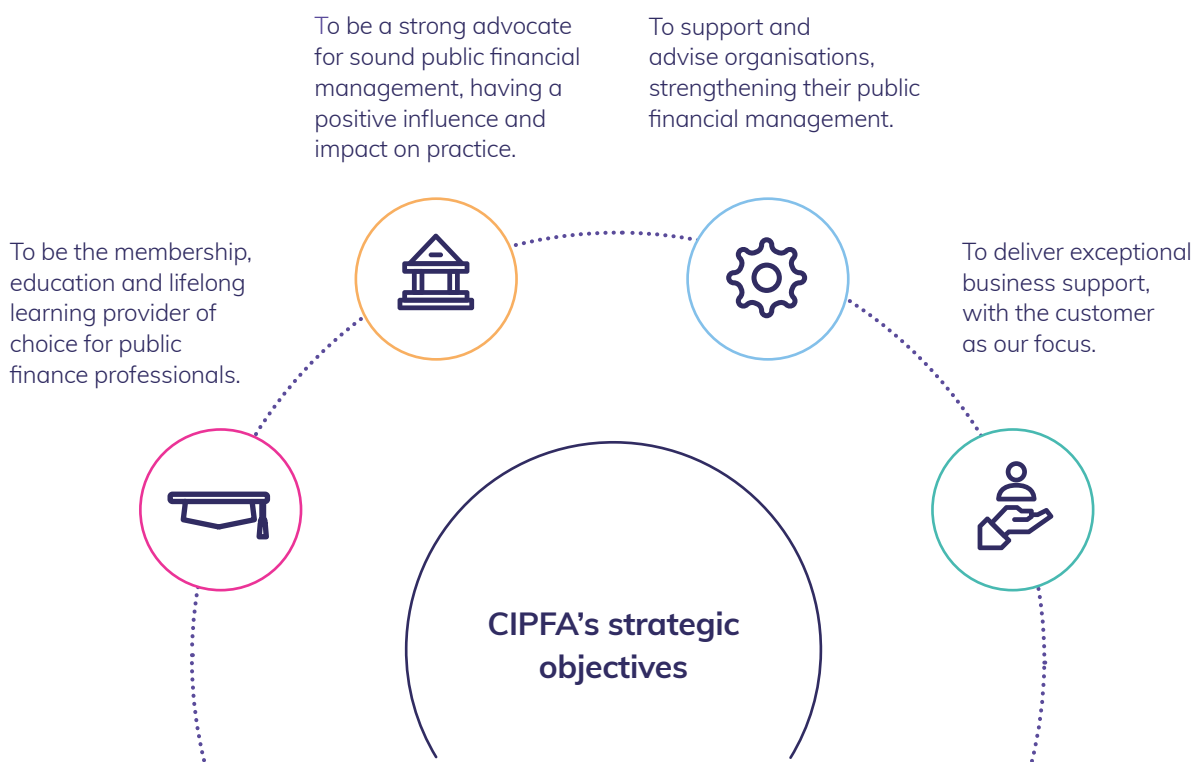 To be a strong advocate
for sound public financial
management, having a
positive influence and
impact on practice.
To support and
advise organisations,
strengthening their public
financial management.
To be the membership,
education and lifelong
learning provider of
choice for public
finance professionals.
To deliver exceptional
business support,
with the customer
as our focus.
CIPFA’s strategic
objectives